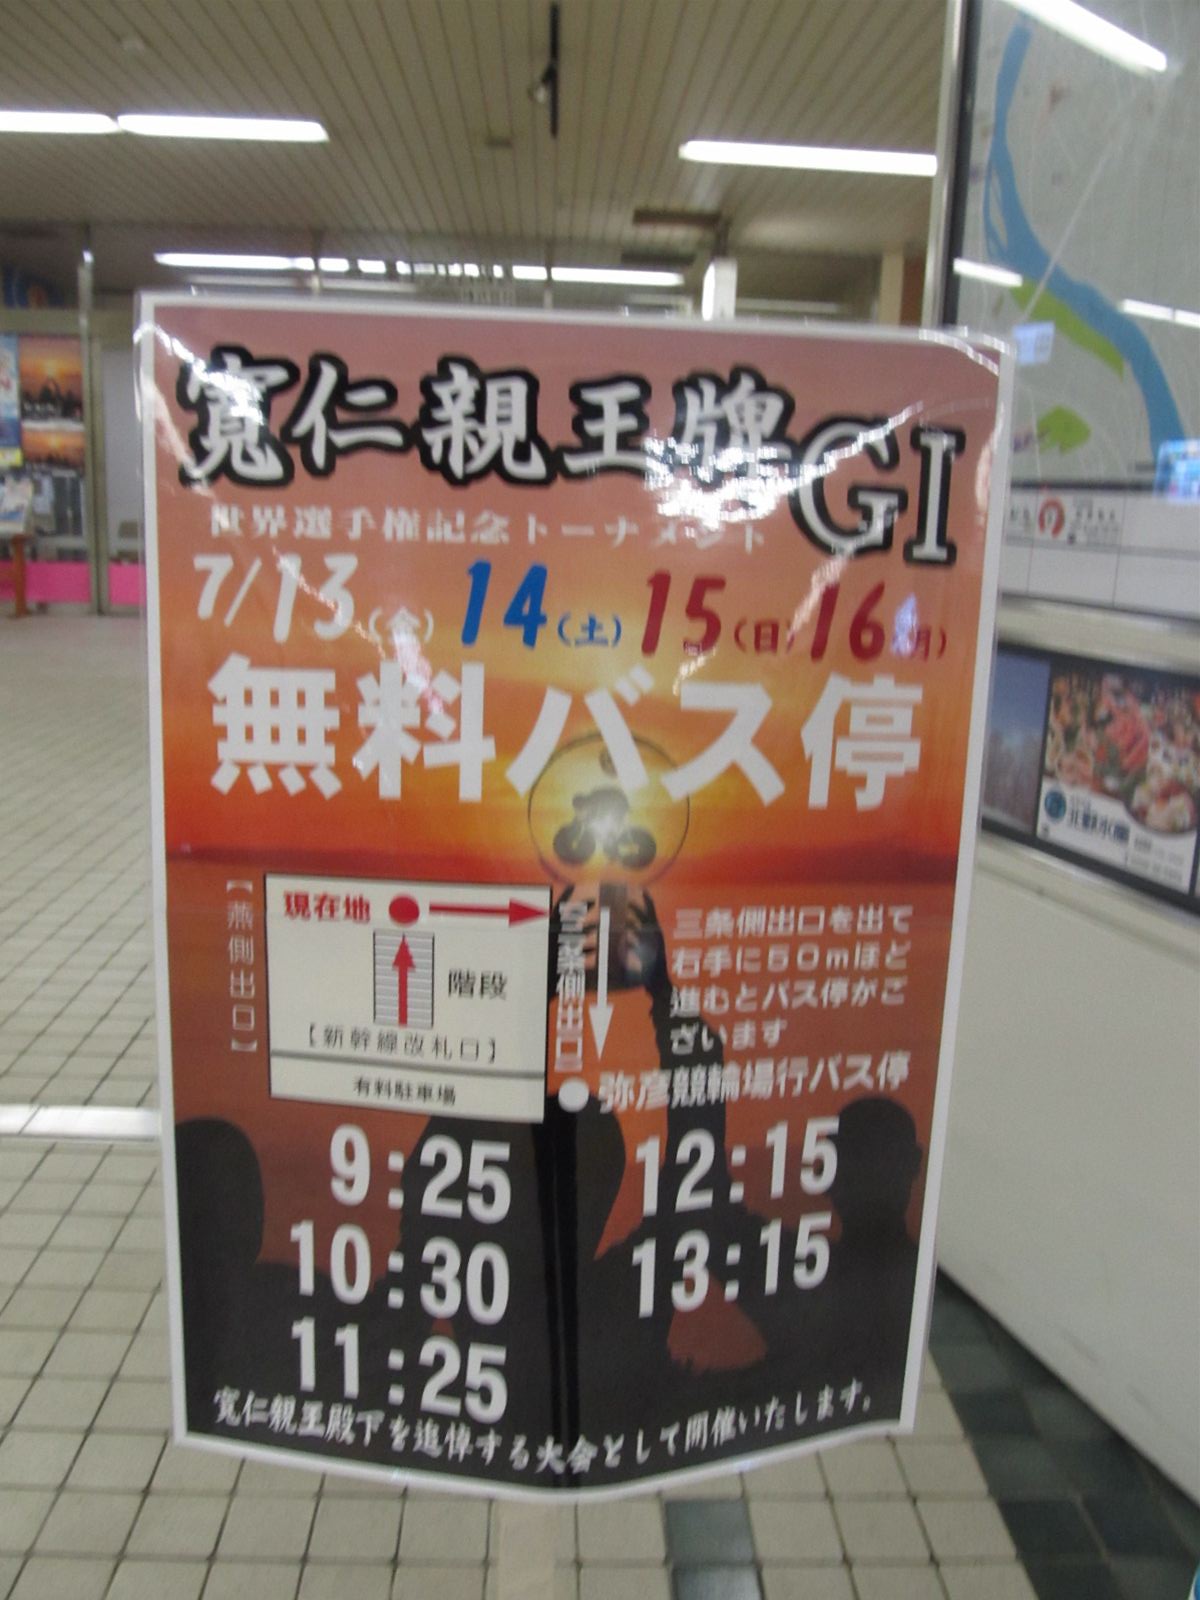 寛仁親王牌GI
世界選手権記念トーナメント
7/13(金) 14(土) 15(日) 16(月)
無料バス停
【燕側出口】
現在地
階段
【新幹線改札口】
有料駐車場
【三条側出口】
三条側出口を出て
右手に50mほど
進むとバス停がご
ざいます
弥彦競輪場行バス停
9:25
10:30
11:25
12:15
13:15
寛仁親王殿下を追悼する大会として開催いたします。